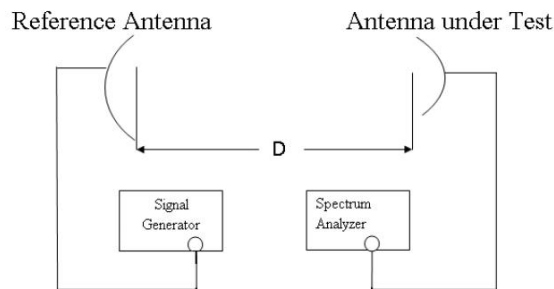 Reference Antenna
Antenna under Test
D
Signal
Generator
Spectrum
Analyzer